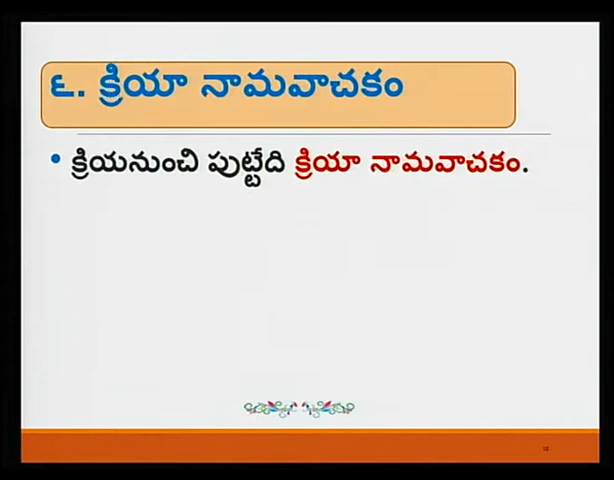 ౬. క్రియా నామవాచకం
• క్రియనుంచి పుట్టేది క్రియా నామవాచకం.